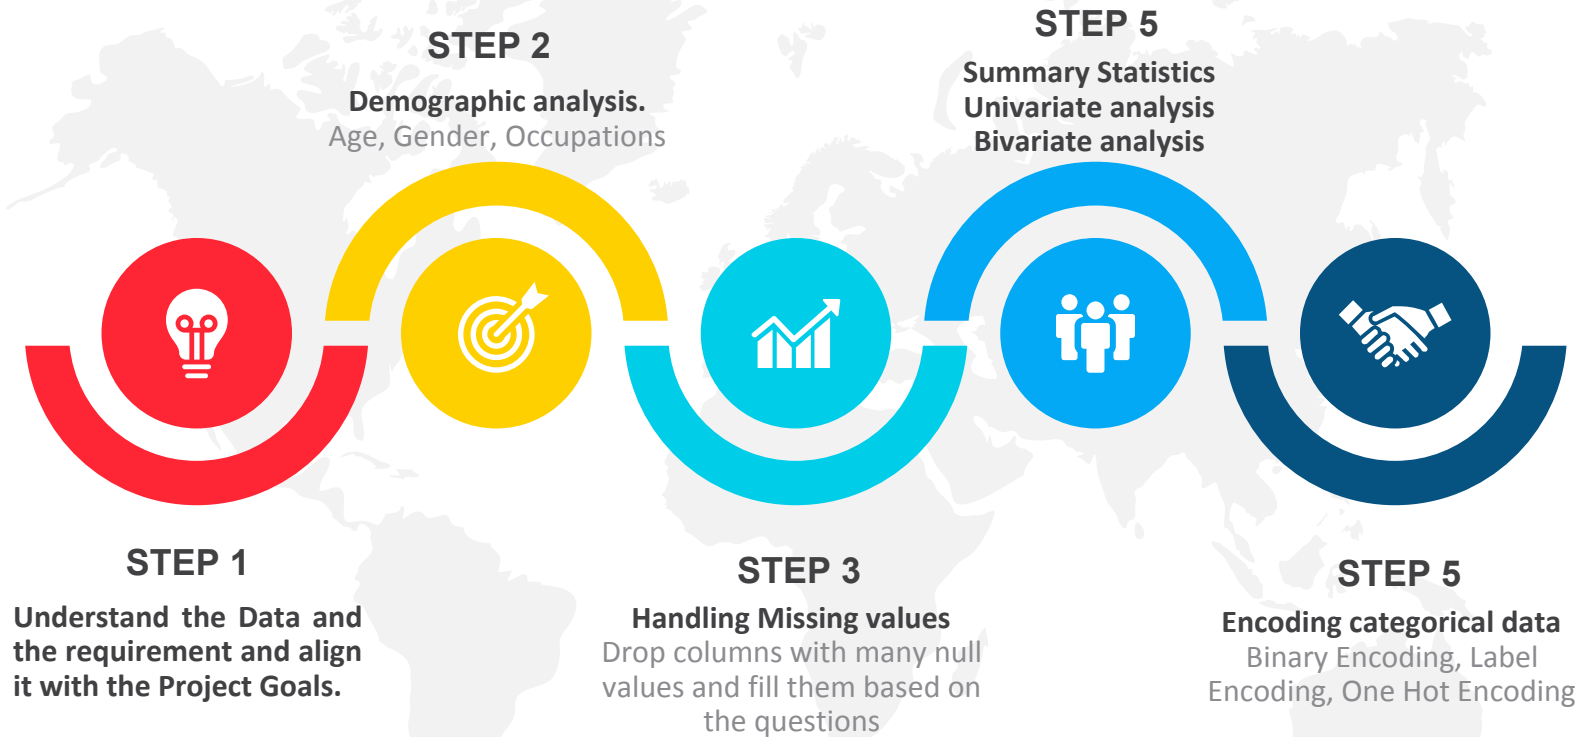 STEP 1
Understand the Data and
the requirement and align
it with the Project Goals.
STEP 2
Demographic analysis.
Age, Gender, Occupations
STEP 3
Handling Missing values
Drop columns with many null
values and fill them based on
the questions
STEP 5
Summary Statistics
Univariate analysis
Bivariate analysis
STEP 5
Encoding categorical data
Binary Encoding, Label
Encoding, One Hot Encoding